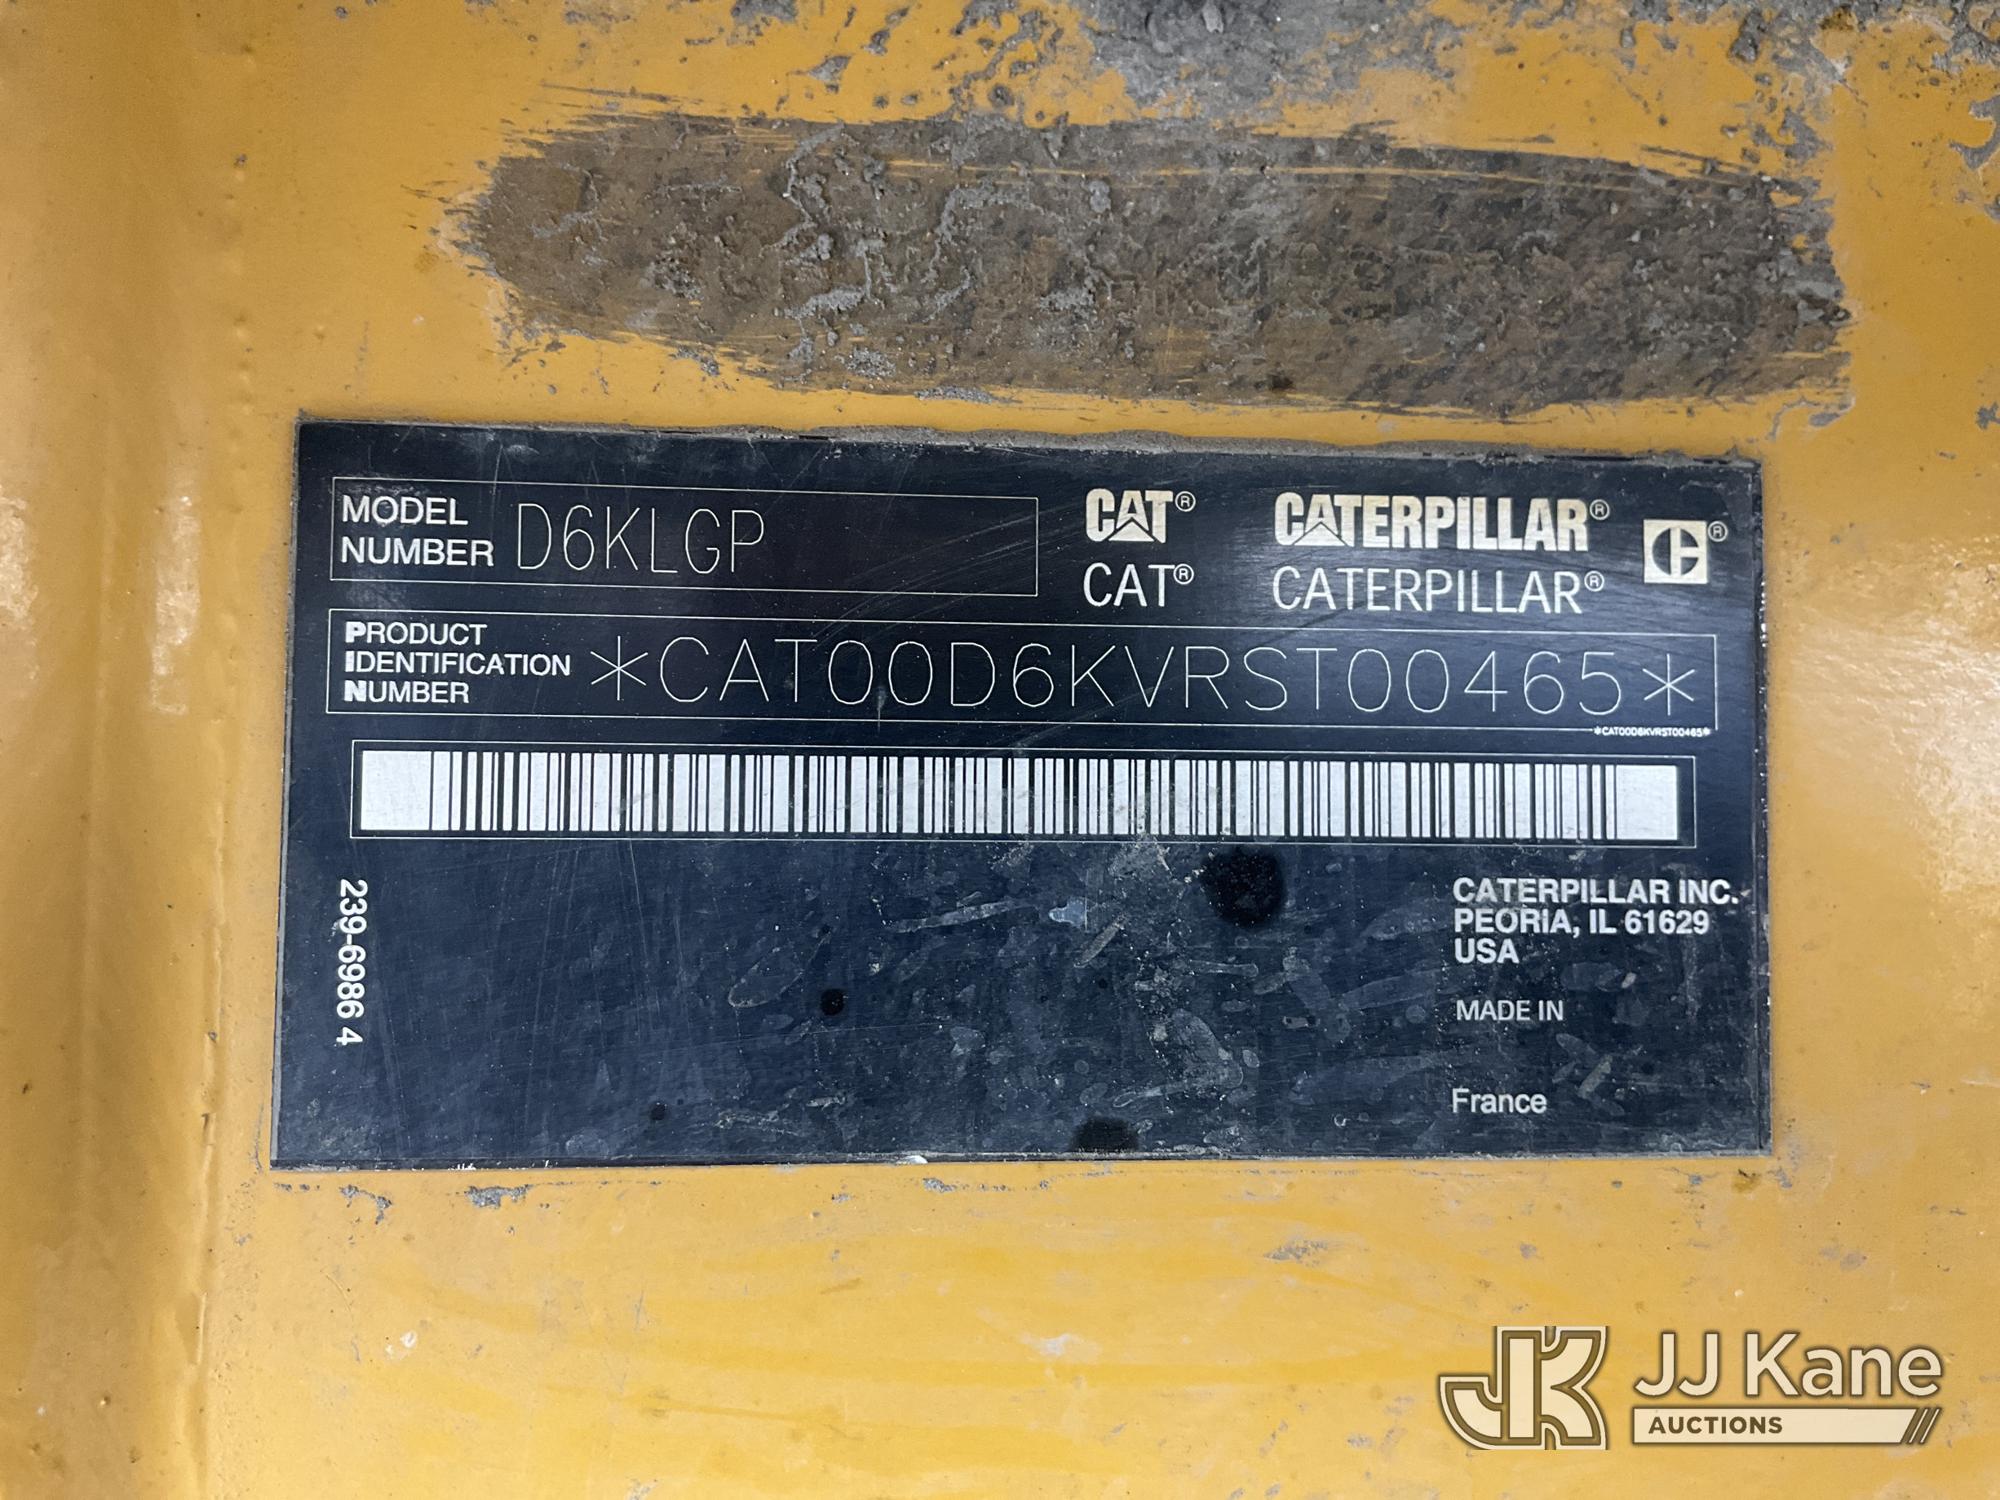 MODEL
NUMBER
D6KLGP
CAT® CATERPILLAR® C®
CAT® CATERPILLAR®
PRODUCT
IDENTIFICATION
NUMBER
*CAT00D6KVRST00465*
*CAT00D6KVRST00465*
239-6986 4
CATERPILLAR INC.
PEORIA, IL 61629
USA
MADE IN
France
JK JJ Kane
AUCTIONS